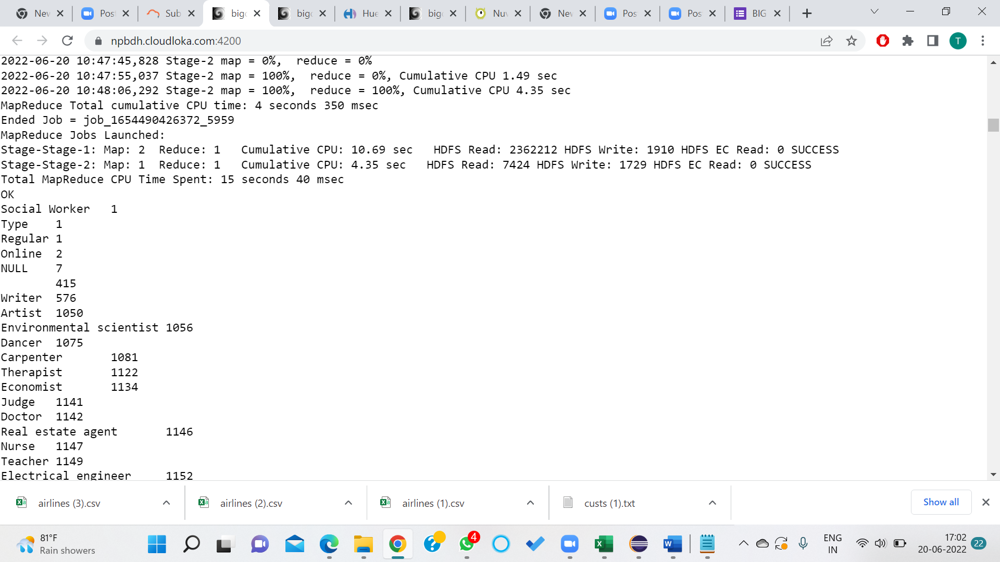 New
Post
Sub
bigd
bigd
Hue
bigd
Nuv
New
Pos
Pos
BIG
npbdh.cloudloka.com:4200
T
2022-06-20 10:47:45,828 Stage-2 map = 0%,  reduce = 0%
2022-06-20 10:47:55,037 Stage-2 map = 100%,  reduce = 0%, Cumulative CPU 1.49 sec
2022-06-20 10:48:06,292 Stage-2 map = 100%,  reduce = 100%, Cumulative CPU 4.35 sec
MapReduce Total cumulative CPU time: 4 seconds 350 msec
Ended Job = job_1654490426372_5959
MapReduce Jobs Launched:
Stage-Stage-1: Map: 2  Reduce: 1   Cumulative CPU: 10.69 sec   HDFS Read: 2362212 HDFS Write: 1910 HDFS EC Read: 0 SUCCESS
Stage-Stage-2: Map: 1  Reduce: 1   Cumulative CPU: 4.35 sec   HDFS Read: 7424 HDFS Write: 1729 HDFS EC Read: 0 SUCCESS
Total MapReduce CPU Time Spent: 15 seconds 40 msec
OK
Social Worker   1
Type    1
Regular 1
Online  2
NULL    7
415
Writer  576
Artist  1050
Environmental scientist 1056
Dancer  1075
Carpenter       1081
Therapist       1122
Economist       1134
Judge   1141
Doctor  1142
Real estate agent       1146
Nurse   1147
Teacher 1149
Electrical engineer     1152
airlines (3).csv
airlines (2).csv
airlines (1).csv
custs (1).txt
Show all
81°F
Rain showers
4
ENG
IN
17:02
20-06-2022
22